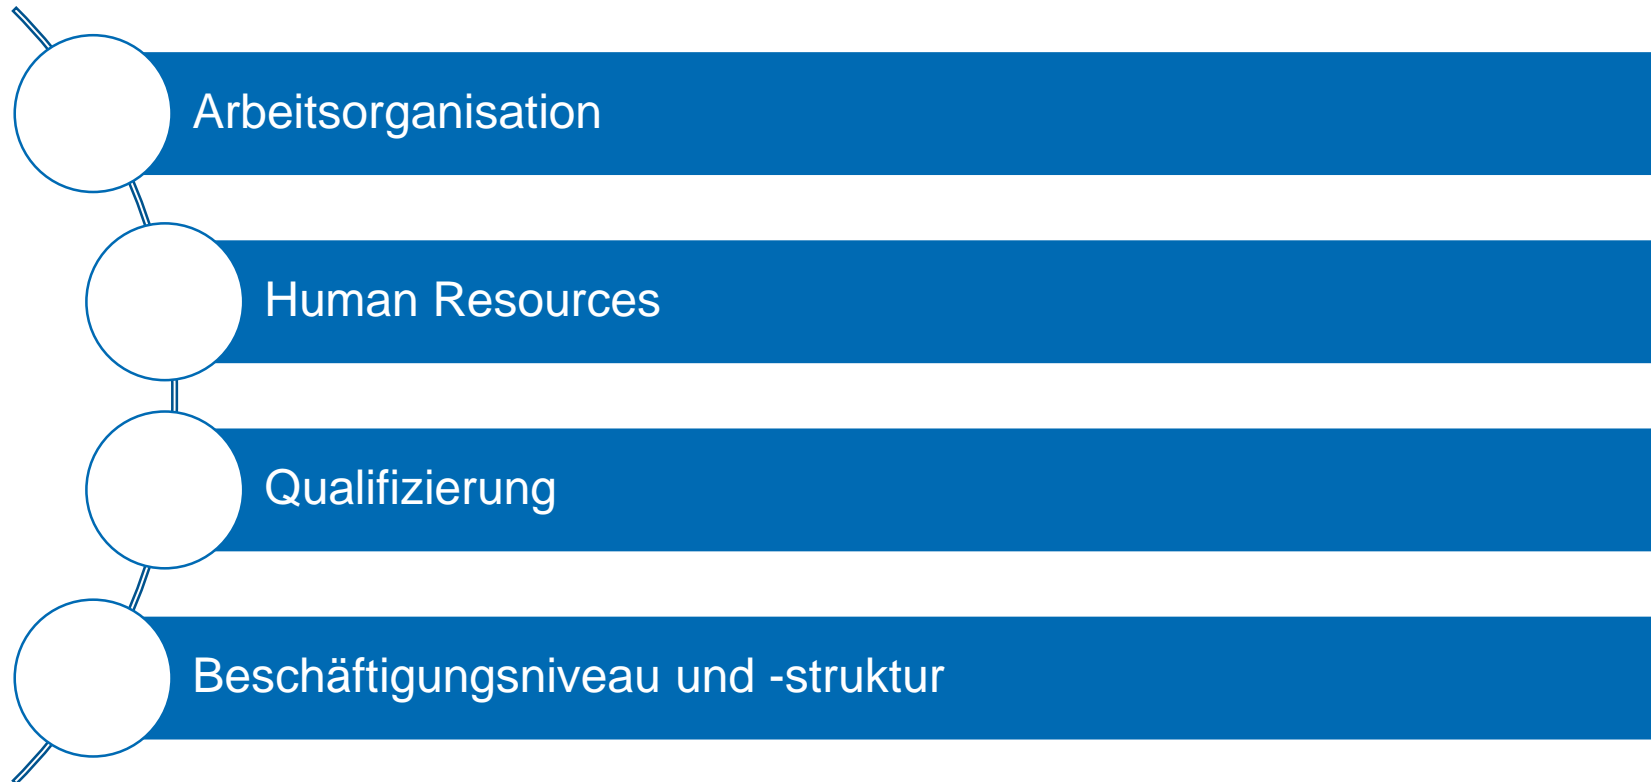 Arbeitsorganisation
Human Resources
Qualifizierung
Beschäftigungsniveau und -struktur